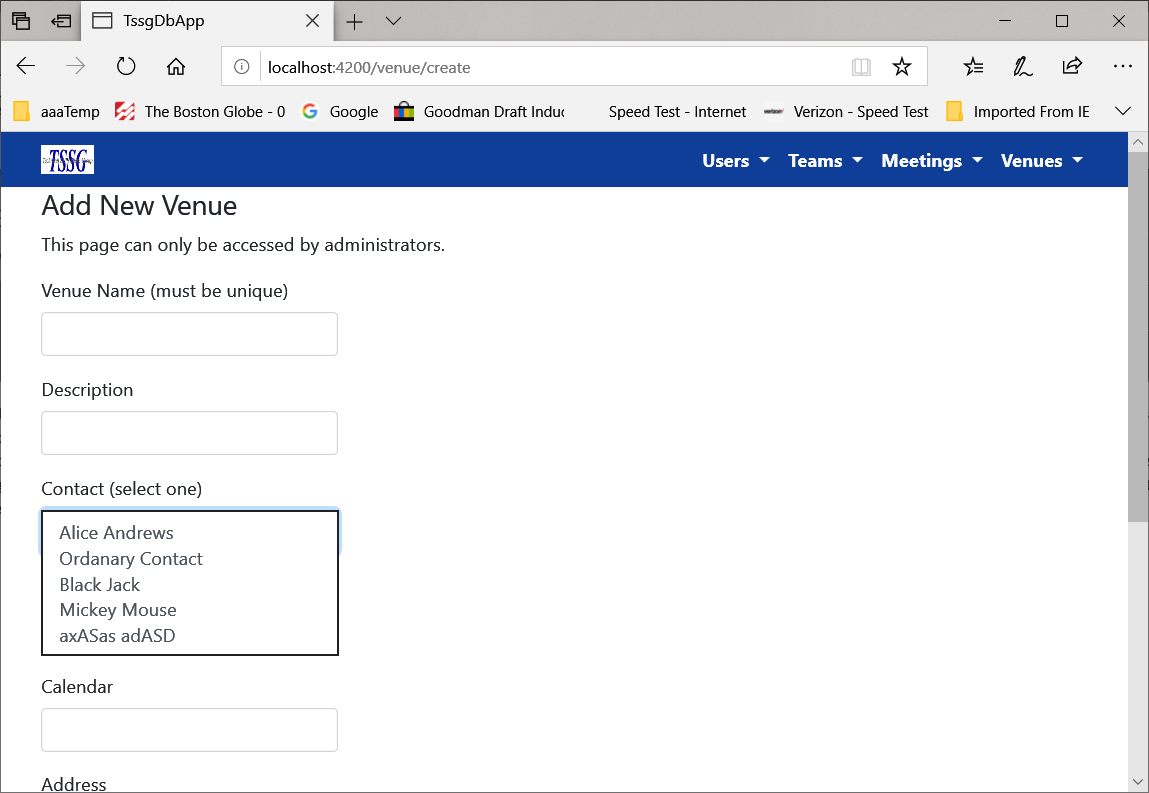 TssgDbApp
localhost:4200/venue/create
aaaTemp The Boston Globe - 0 Google Goodman Draft Induc Speed Test - Internet Verizon - Speed Test Imported From IE
TSSG Users Teams Meetings Venues
Add New Venue
This page can only be accessed by administrators.
Venue Name (must be unique)
Description
Contact (select one)
Alice Andrews
Ordanary Contact
Black Jack
Mickey Mouse
axASas adASD
Calendar
Address